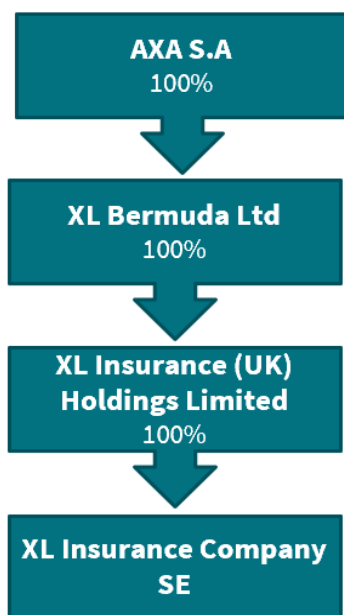 AXA S.A
100%
XL Bermuda Ltd
100%
XL Insurance (UK)
Holdings Limited
100%
XL Insurance Company
SE